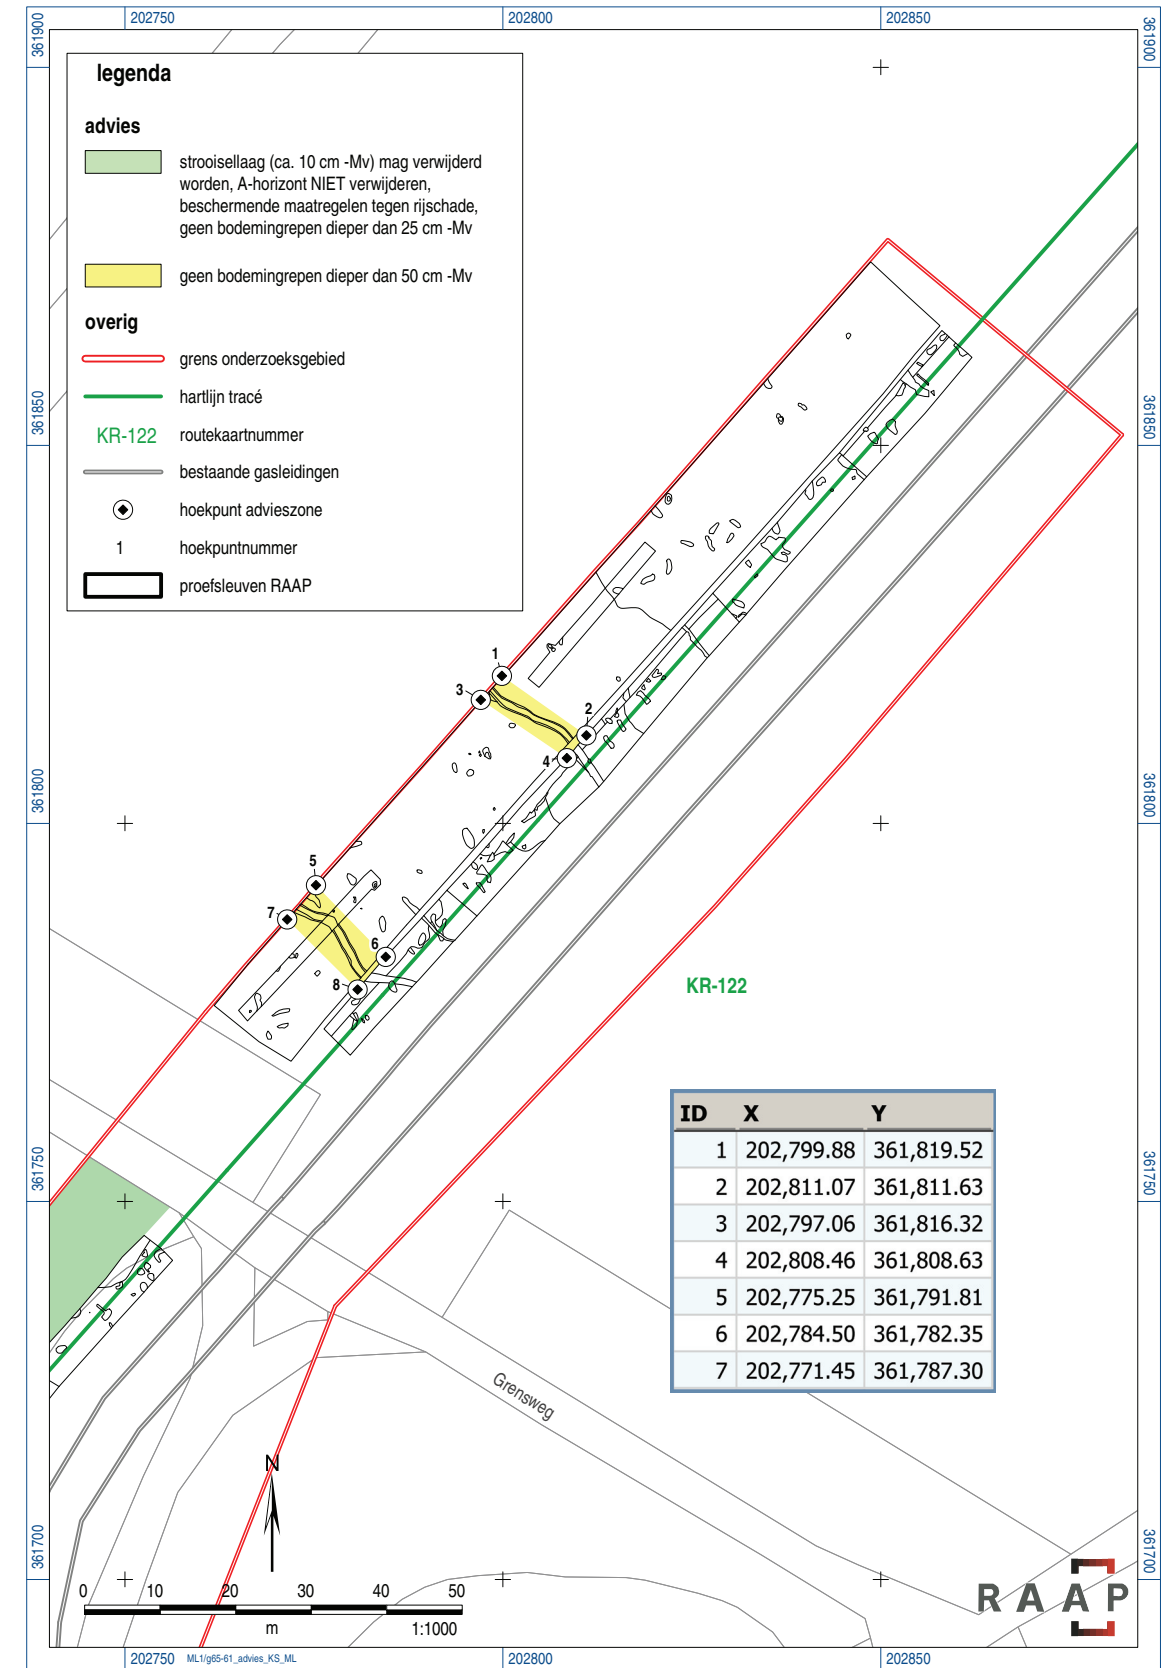 202750 202800 202850
361900 361900
legenda
advies
strooisellaag (ca. 10 cm -Mv) mag verwijderd
worden, A-horizont NIET verwijderen,
beschermende maatregelen tegen rijschade,
geen bodemingrepen dieper dan 25 cm -Mv
geen bodemingrepen dieper dan 50 cm -Mv
overig
grens onderzoeksgebied
hartlijn tracé
KR-122 routekaartnummer
bestaande gasleidingen
hoekpunt advieszone
1 hoekpuntnummer
proefsleuven RAAP
361850 361850
1
3
2
4
361800 361800
5
7
6
8
KR-122
ID X Y
1 202,799.88 361,819.52
2 202,811.07 361,811.63
3 202,797.06 361,816.32
4 202,808.46 361,808.63
5 202,775.25 361,791.81
6 202,784.50 361,782.35
7 202,771.45 361,787.30
361750 361750
Grensweg
N
361700 361700
0 10 20 30 40 50
m 1:1000
RAAP
202750 ML1/g65-61_advies_KS_ML 202800 202850